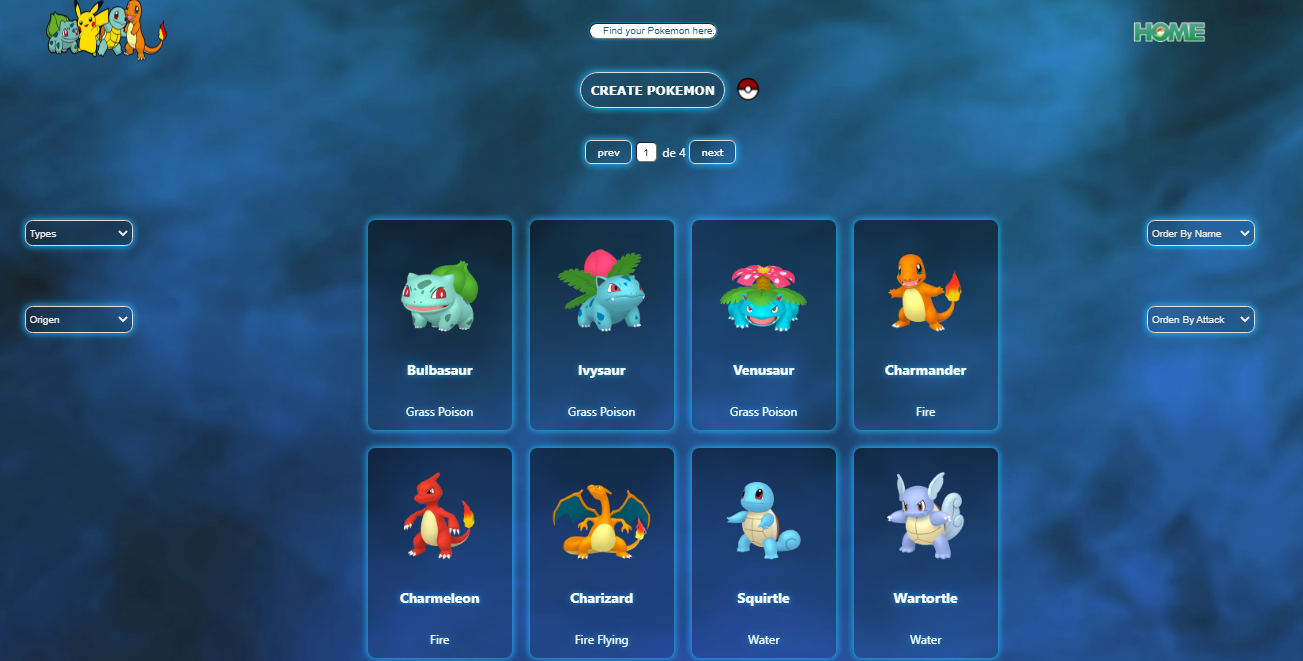 Find your Pokemon here.
HOME
CREATE POKEMON
prev 1 de 4 next
Types
Origen
Order By Name
Orden By Attack
Bulbasaur
Grass Poison
Ivysaur
Grass Poison
Venusaur
Grass Poison
Charmander
Fire
Charmeleon
Fire
Charizard
Fire Flying
Squirtle
Water
Wartortle
Water